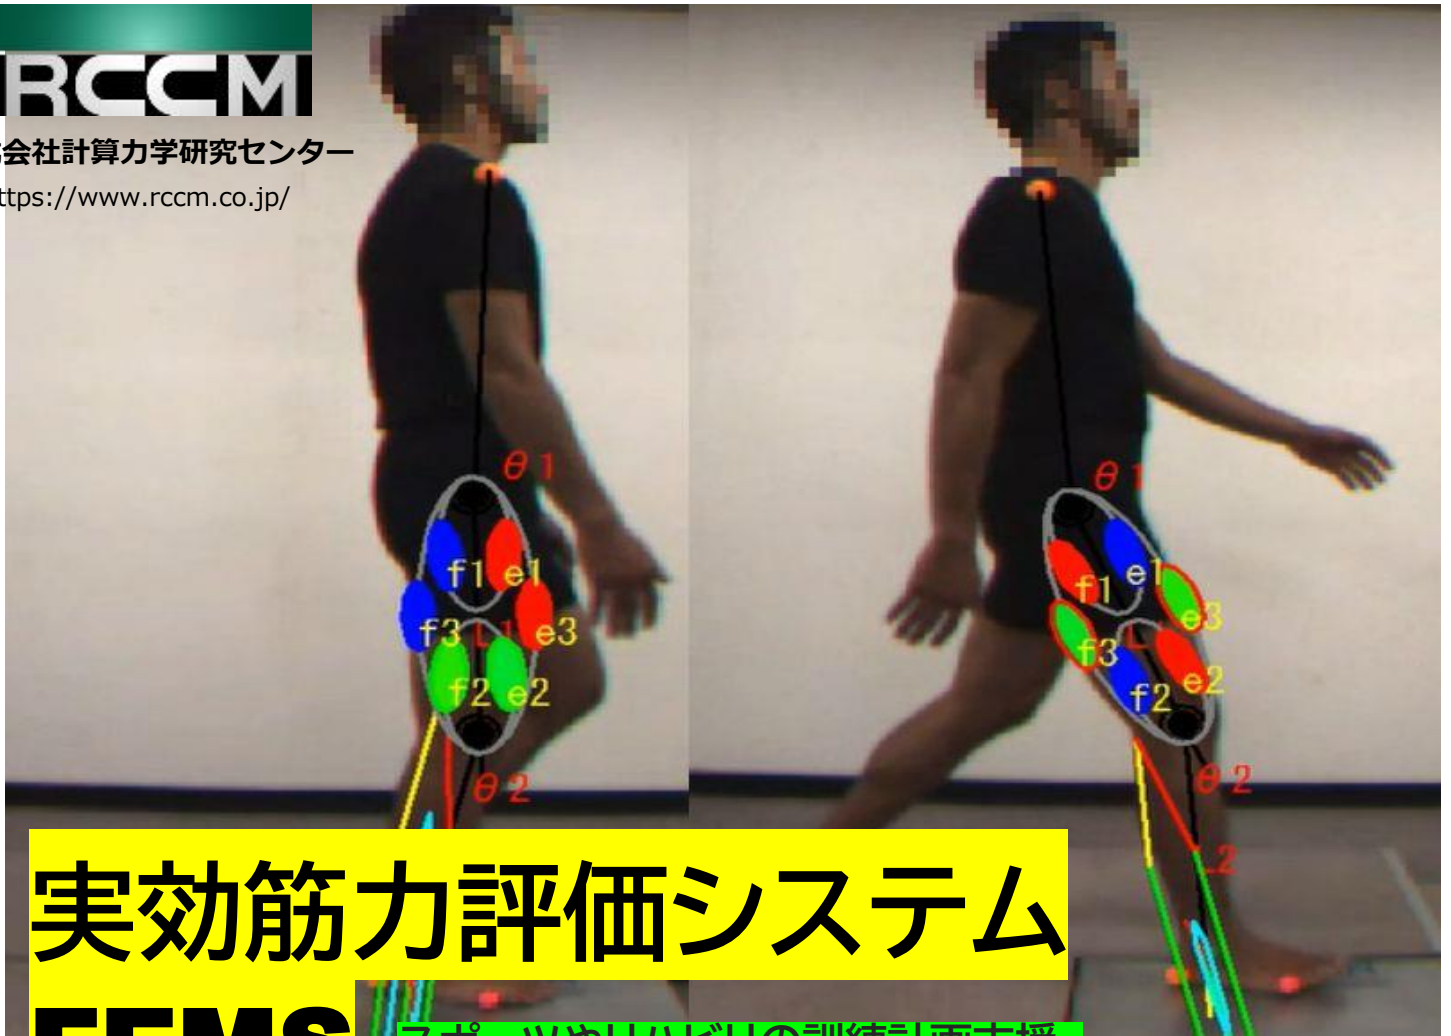 RCCM
会社計算力学研究センター
ttps://www.rccm.co.jp/
θ1
θ1
f1 e1
f1 e1
f3 L1 e3
f3 L e3
f2 e2
f2 e2
θ2
θ2
L2
実効筋力評価システム